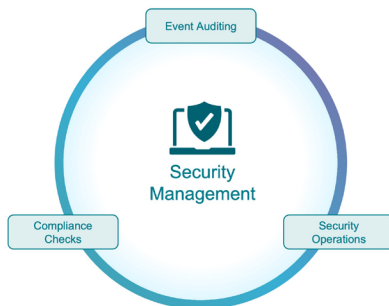 Event Auditing
Security
Management
Compliance
Checks
Security
Operations